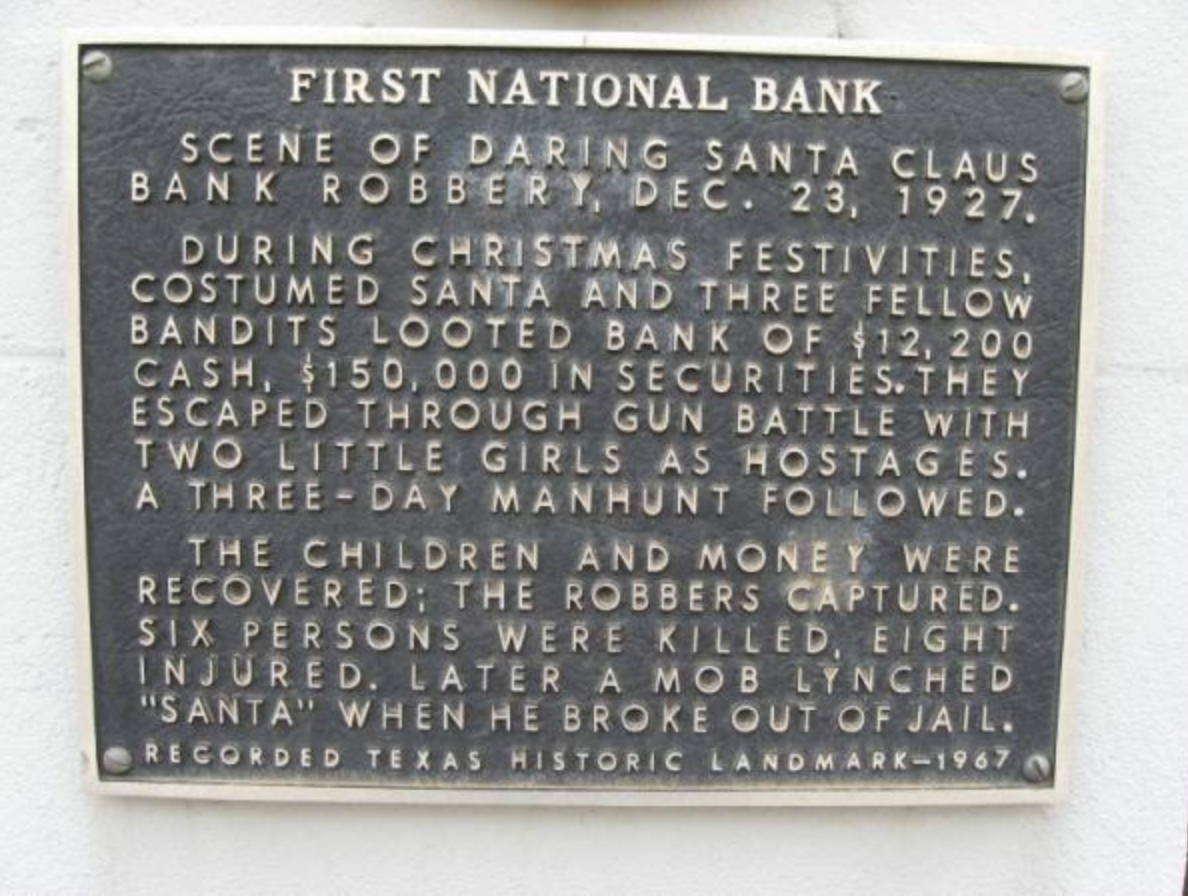 FIRST NATIONAL BANK
SCENE OF DARING SANTA CLAUS
BANK ROBBERY, DEC. 23, 1927.
DURING CHRISTMAS FESTIVITIES,
COSTUMED SANTA AND THREE FELLOW
BANDITS LOOTED BANK OF $12,200
CASH, $150,000 IN SECURITIES. THEY
ESCAPED THROUGH GUN BATTLE WITH
TWO LITTLE GIRLS AS HOSTAGES.
A THREE-DAY MANHUNT FOLLOWED.
THE CHILDREN AND MONEY WERE
RECOVERED; THE ROBBERS CAPTURED.
SIX PERSONS WERE KILLED, EIGHT
INJURED. LATER A MOB LYNCHED
"SANTA" WHEN HE BROKE OUT OF JAIL.
RECORDED TEXAS HISTORIC LANDMARK-1967